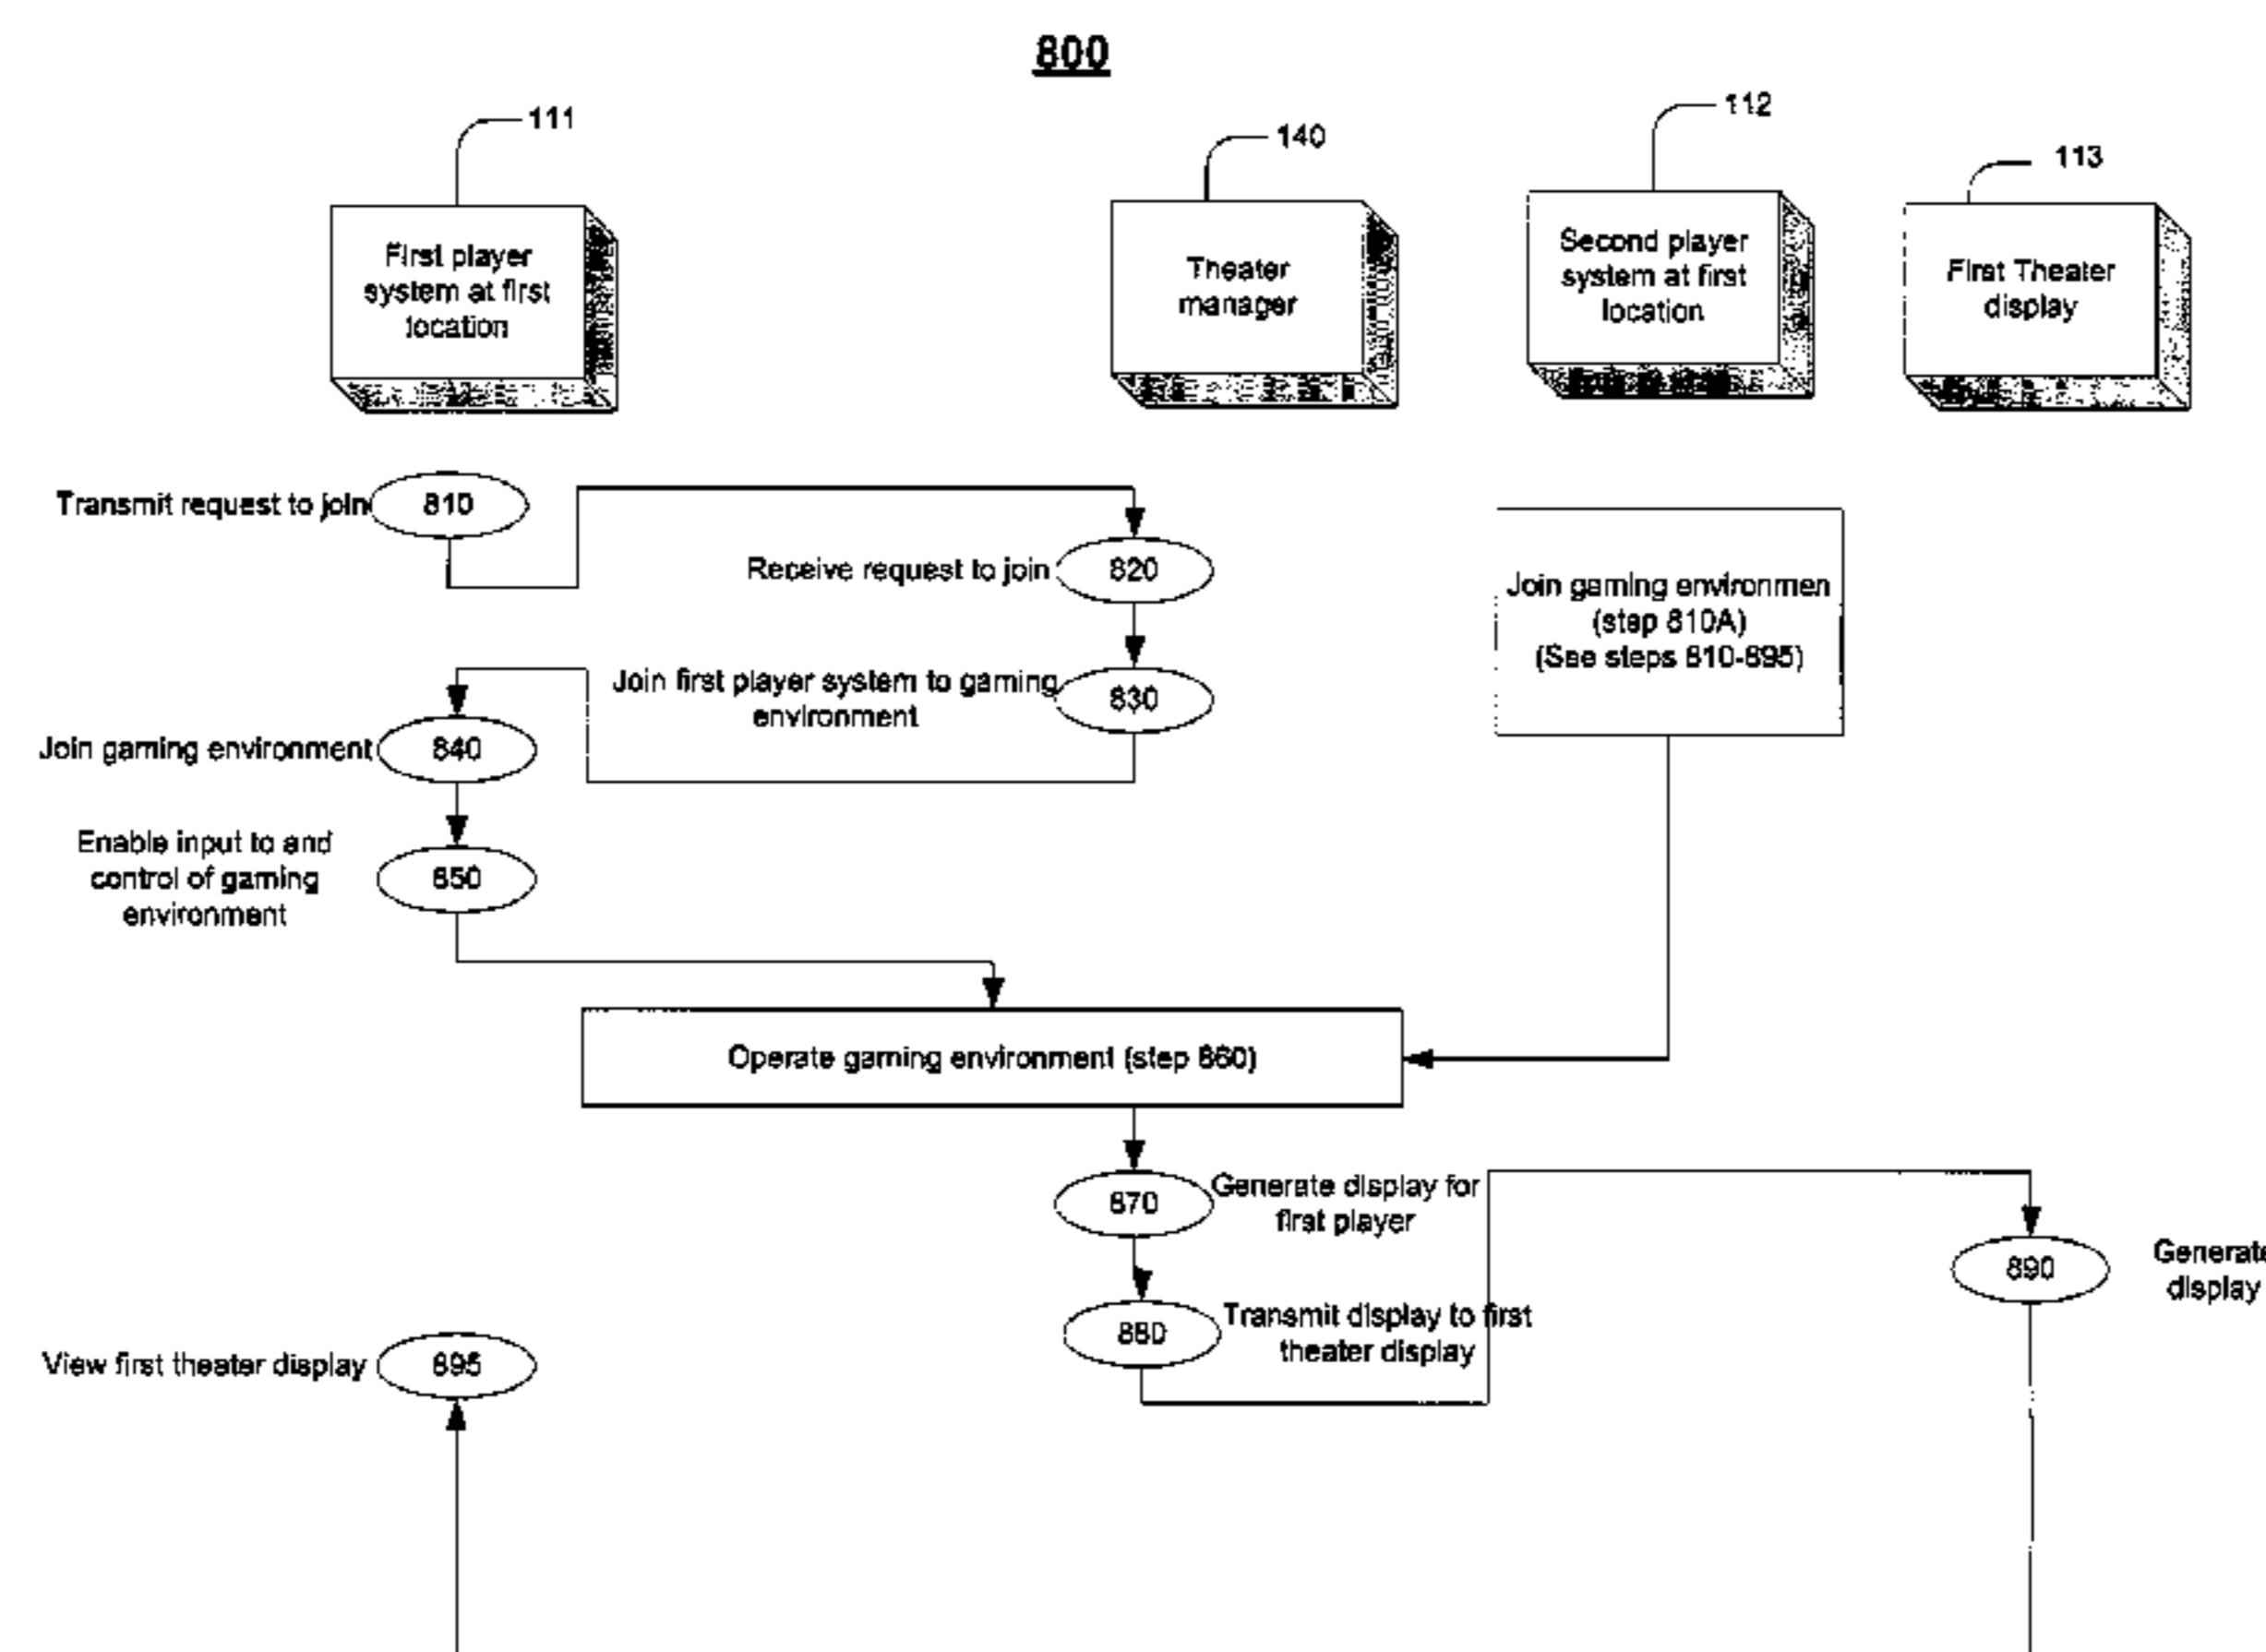 800
111
140
112
113
First player
system at first
location
Theater
manager
Second player
system at first
location
First Theater
display
Transmit request to join
810
Receive request to join
820
Join gaming environmen
(step 810A)
(See steps 810-895)
Join first player system to gaming
environment
830
Join gaming environment
840
Enable input to and
control of gaming
environment
850
Operate gaming environment (step 860)
870
Generate display for
first player
890
Generate
display
880
Transmit display to first
theater display
View first theater display
895